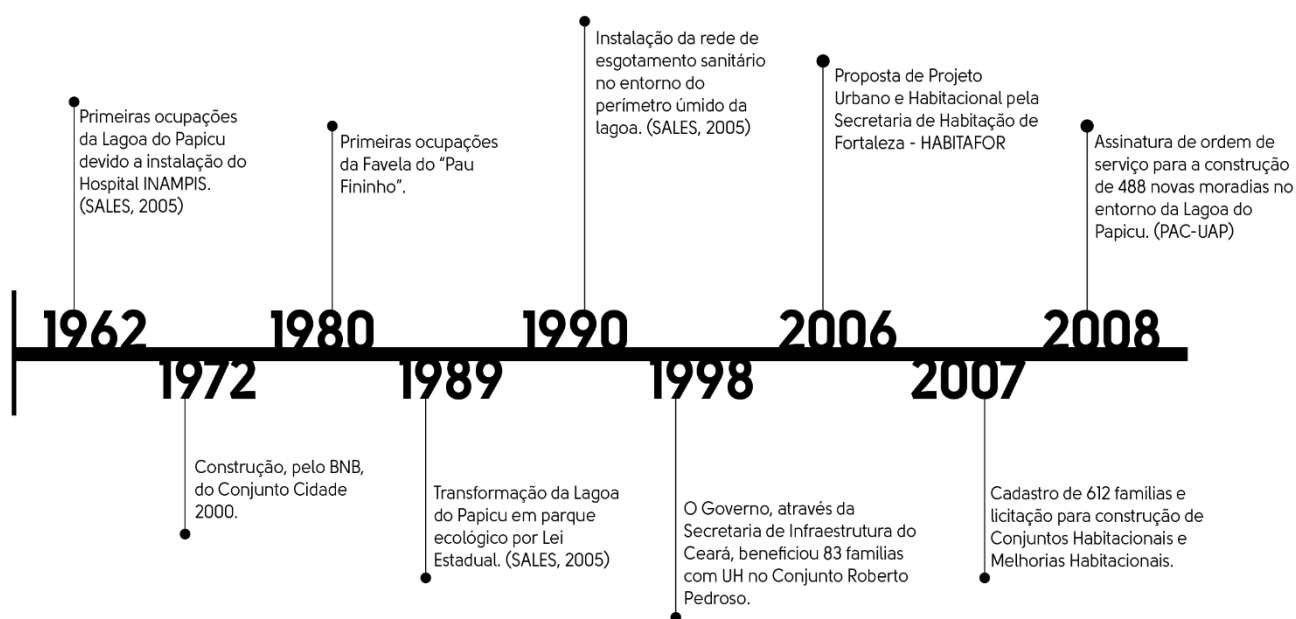 1962
Primeiras ocupações
da Lagoa do Papicu
devido a instalação do
Hospital INAMPIS.
(SALES, 2005)
1972
Construção, pelo BNB,
do Conjunto Cidade
2000.
1980
Primeiras ocupações
da Favela do “Pau
Fininho”.
1989
Transformação da Lagoa
do Papicu em parque
ecológico por Lei
Estadual. (SALES, 2005)
1990
Instalação da rede de
esgotamento sanitário
no entorno do
perímetro úmido da
lagoa. (SALES, 2005)
1998
O Governo, através da
Secretaria de Infraestrutura do
Ceará, beneficiou 83 famílias
com UH no Conjunto Roberto
Pedroso.
2006
Proposta de Projeto
Urbano e Habitacional pela
Secretaria de Habitação de
Fortaleza - HABITAFOR
2007
Cadastro de 612 famílias e
licitação para construção de
Conjuntos Habitacionais e
Melhorias Habitacionais.
2008
Assinatura de ordem de
serviço para a construção
de 488 novas moradias no
entorno da Lagoa do
Papicu. (PAC-UAP)